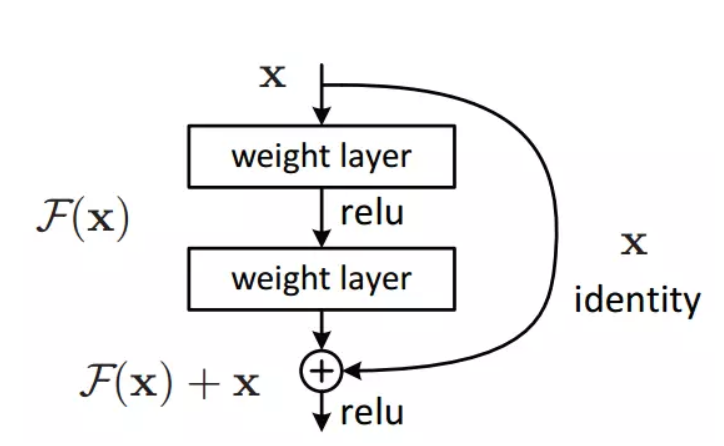 x
weight layer
relu
F(x)
x
weight layer
identity
F(x) + x
relu